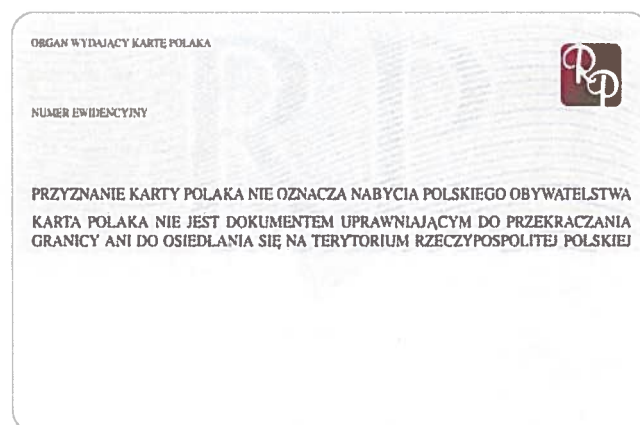 ORGAN WYDAJĄCY KARTĘ POLAKA
RP
NUMER EWIDENCYJNY
PRZYZNANIE KARTY POLAKA NIE OZNACZA NABYCIA POLSKIEGO OBYWATELSTWA
KARTA POLAKA NIE JEST DOKUMENTEM UPRAWNIAJĄCYM DO PRZEKRACZANIA
GRANICY ANI DO OSIEDLANIA SIĘ NA TERYTORIUM RZECZYPOSPOLITEJ POLSKIEJ